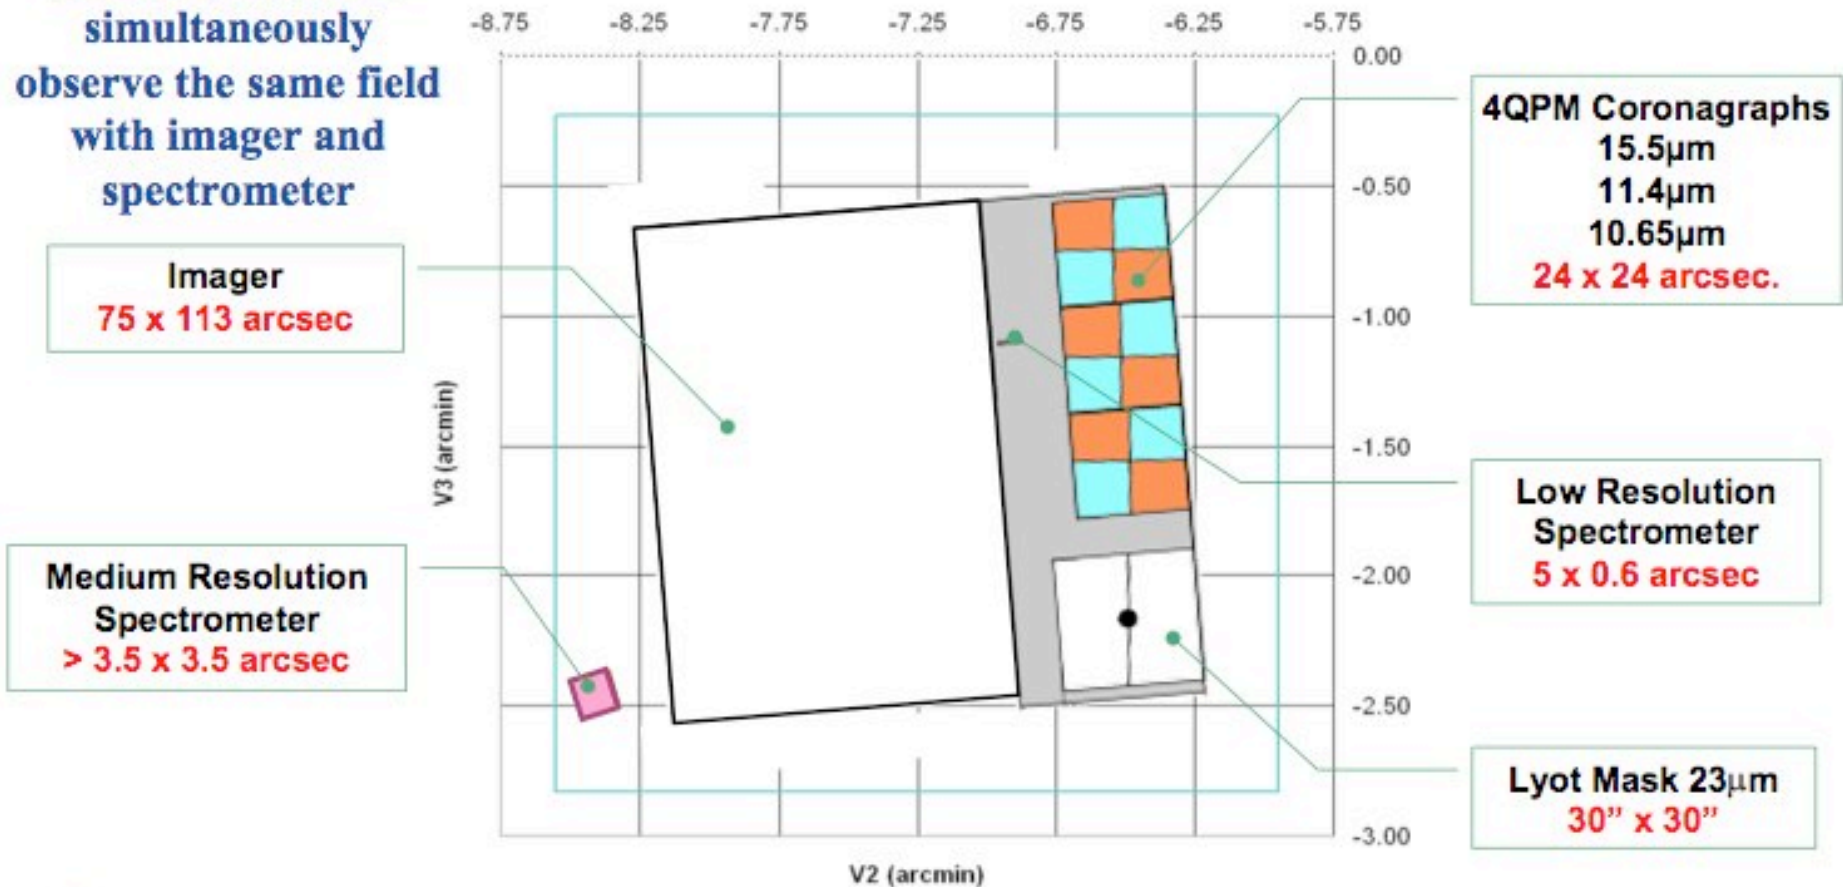 simultaneously
observe the same field
with imager and
spectrometer
-8.75 -8.25 -7.75 -7.25 -6.75 -6.25 -5.75
0.00
-0.50
-1.00
-1.50
-2.00
-2.50
-3.00
V3 (arcmin)
V2 (arcmin)
Imager
75 x 113 arcsec
Medium Resolution
Spectrometer
> 3.5 x 3.5 arcsec
4QPM Coronagraphs
15.5µm
11.4µm
10.65µm
24 x 24 arcsec.
Low Resolution
Spectrometer
5 x 0.6 arcsec
Lyot Mask 23µm
30” x 30”